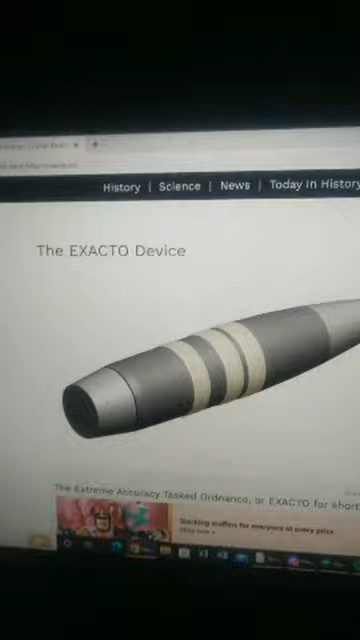 History | Science | News | Today In History
The EXACTO Device
The Extreme Accuracy Tasked Ordnance, or EXACTO for short
Stocking stuffers for everyone at every price